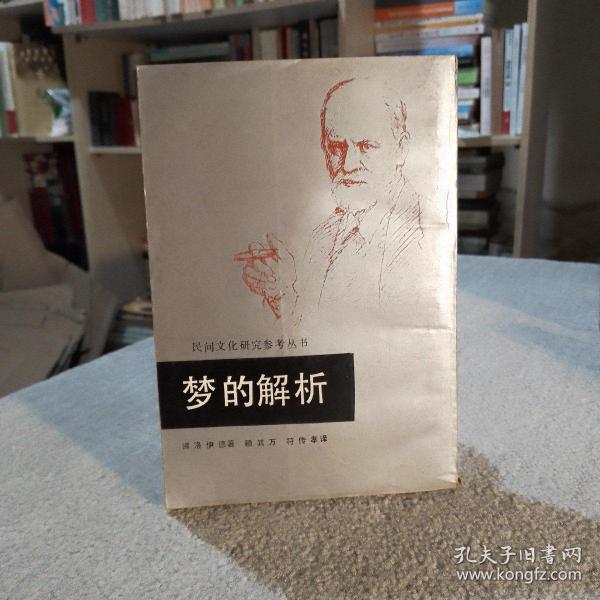 民间文化研究参考丛书
梦的解析
弗洛伊德著 赖其万 符传孝译
孔夫子旧书网
www.kongfz.com